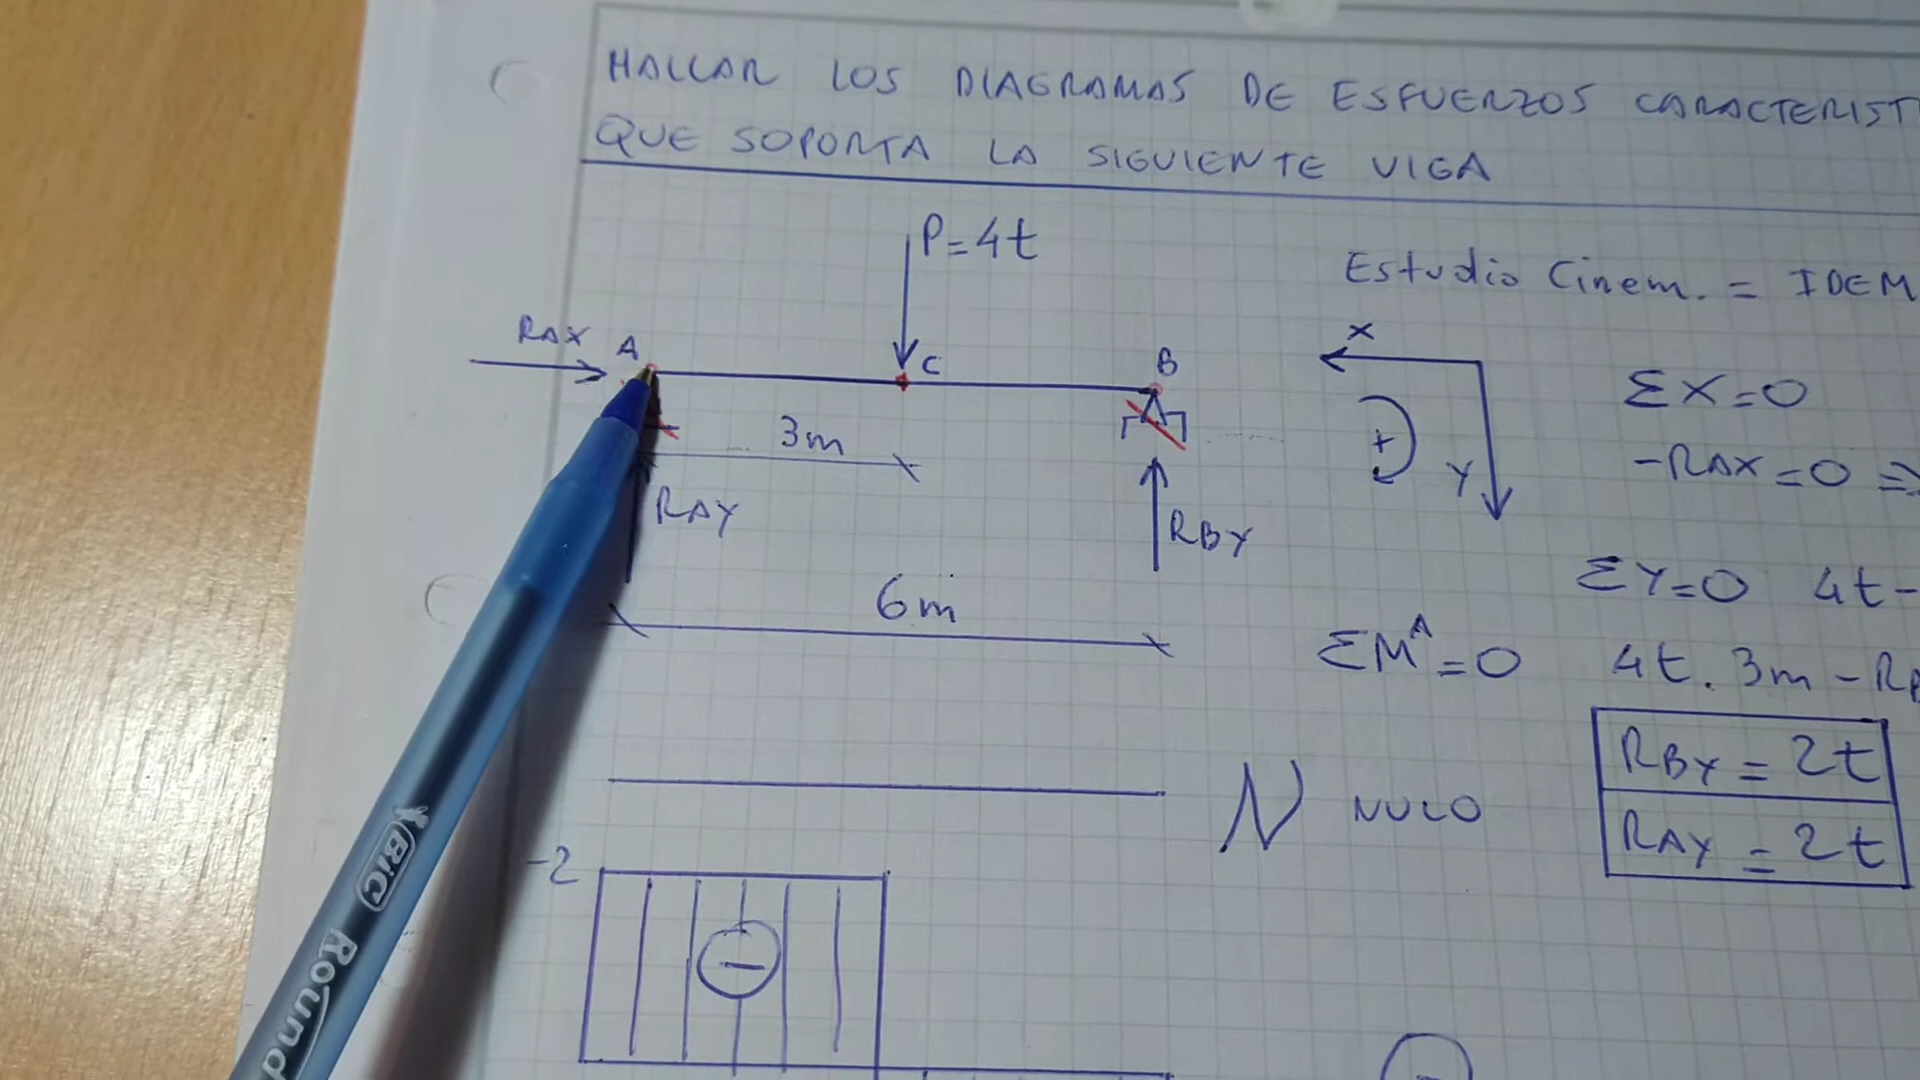 HALLAR LOS DIAGRAMAS DE ESFUERZOS CARACTERIST
QUE SOPORTA LA SIGUIENTE VIGA
P=4t
Estudio Cinem. = IDEM
RAX A C B
X
ΣX=0
3m
+
Y
-RAX=0 =>
RAY
RBY
6m
ΣY=0 4t-
ΣMᴬ=0 4t. 3m-R
RBY=2t
N NULO
RAY=2t
-2
-
BIC Round